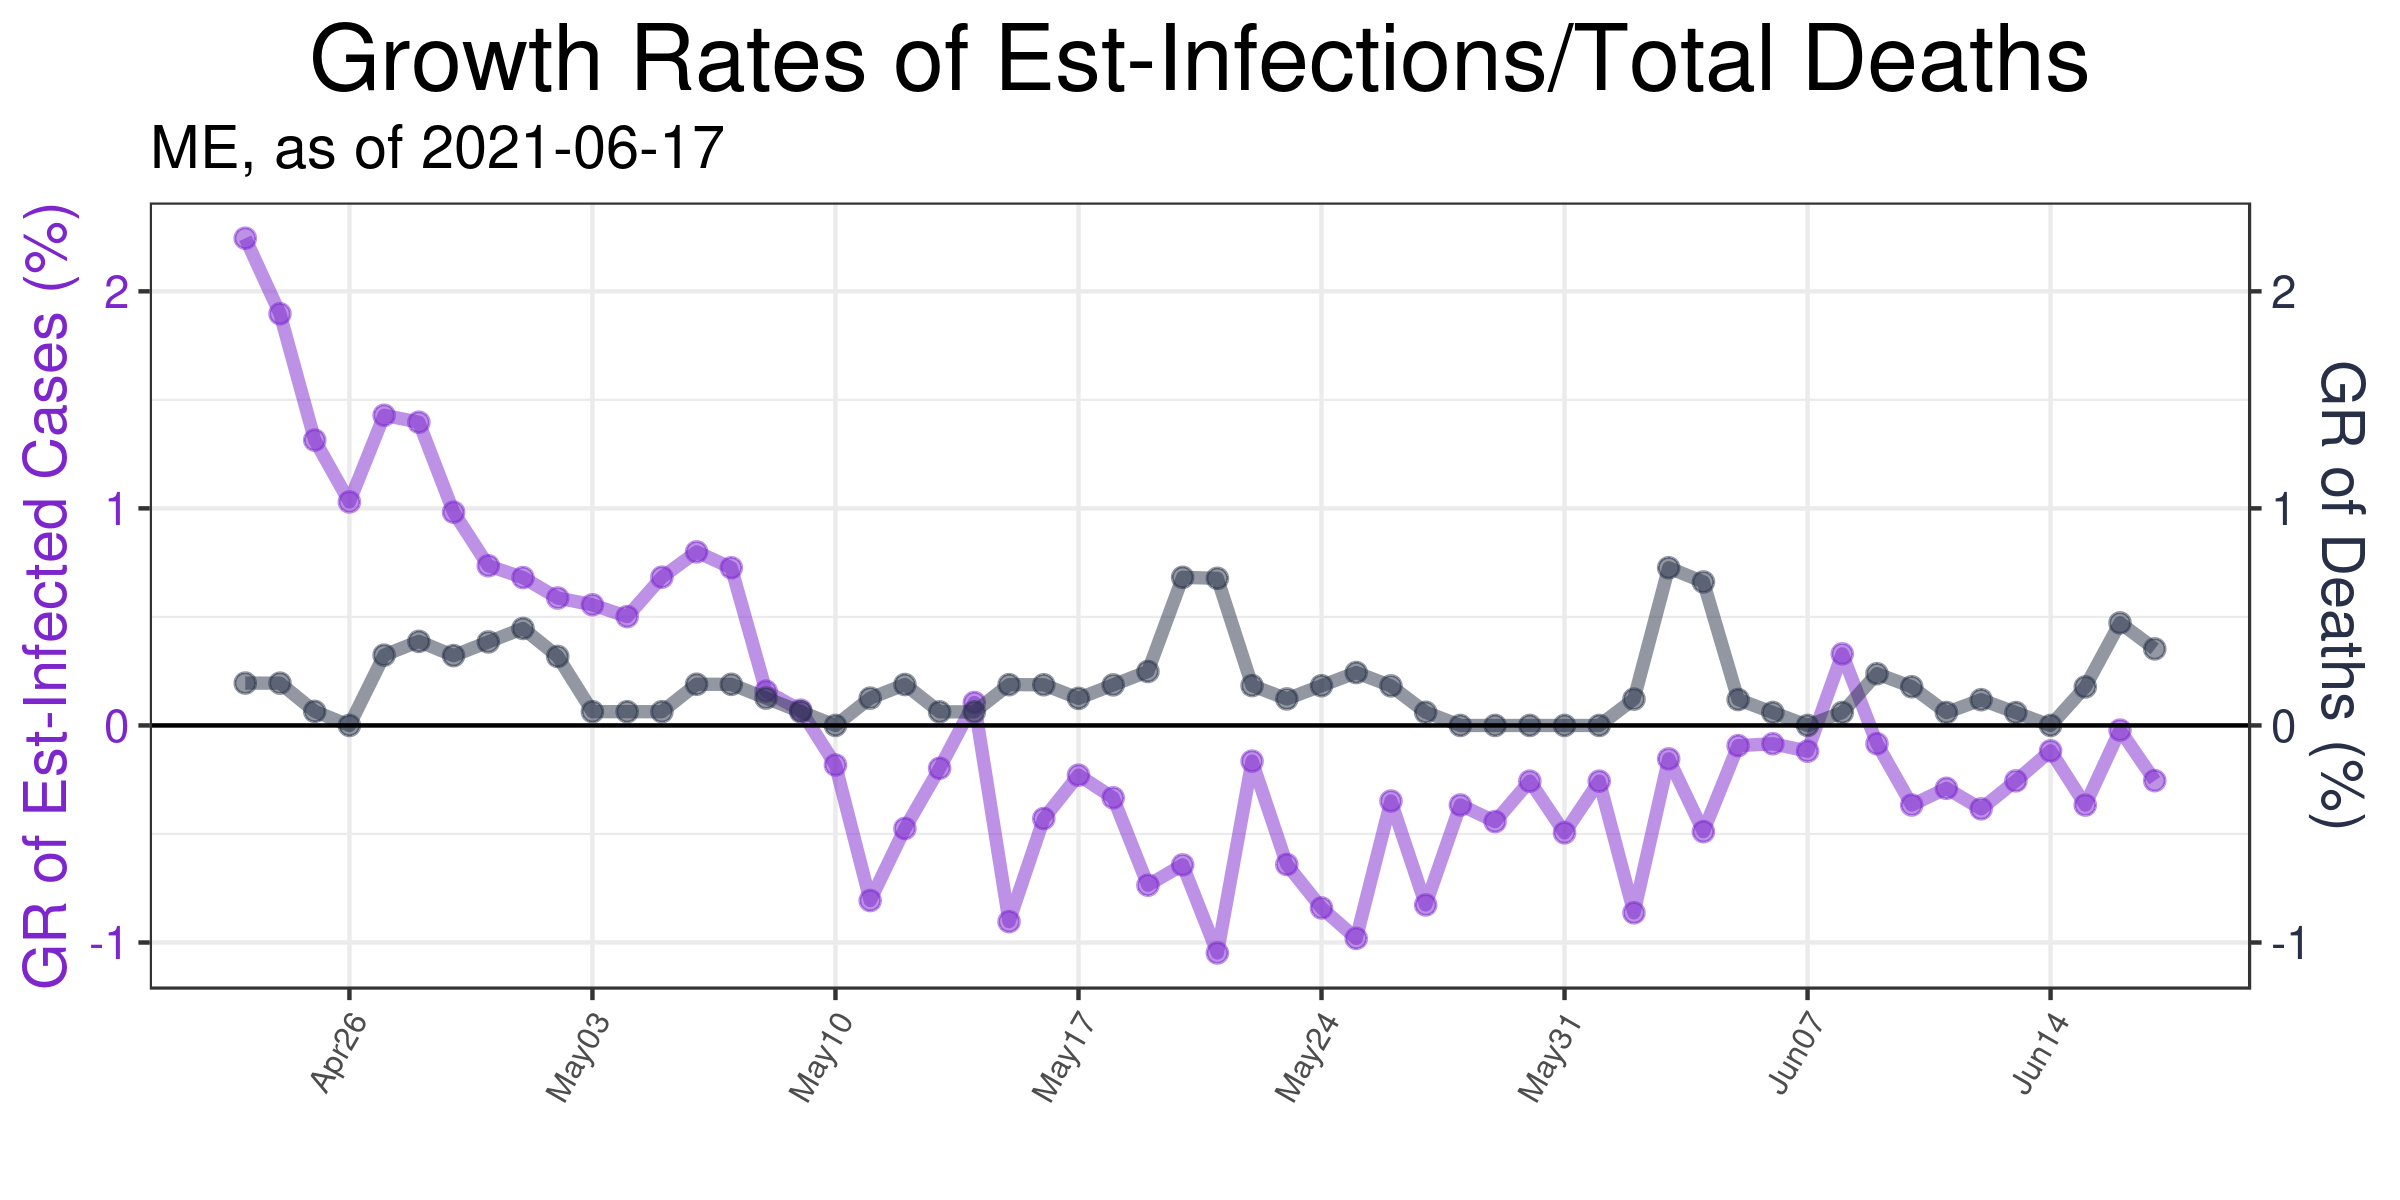 Growth Rates of Est-Infections/Total Deaths
ME, as of 2021-06-17
GR of Est-Infected Cases (%)
2
1
0
-1
2
1
0
-1
GR of Deaths (%)
Apr26
May03
May10
May17
May24
May31
Jun07
Jun14